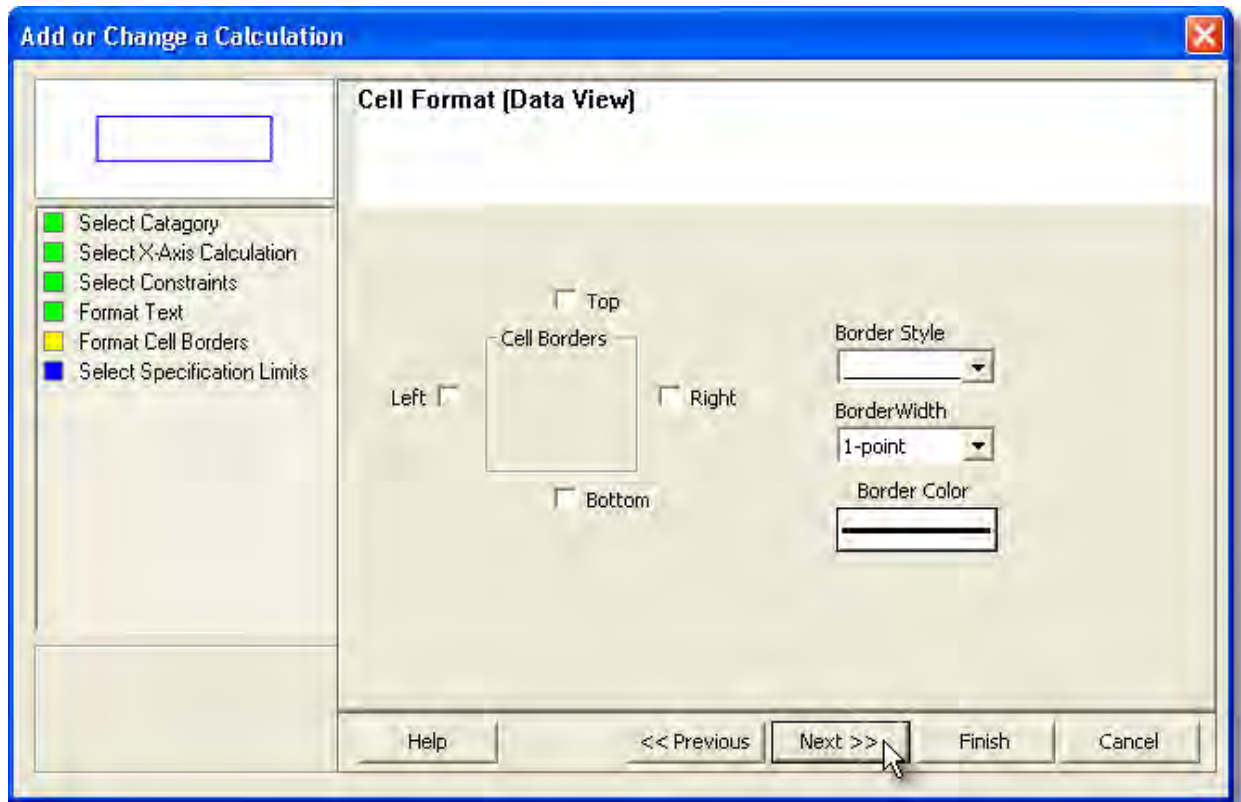 Add or Change a Calculation
Cell Format (Data View)
Select Catagory
Select X-Axis Calculation
Select Constraints
Format Text
Format Cell Borders
Select Specification Limits
Top
Cell Borders
Left
Right
Bottom
Border Style
BorderWidth
1-point
Border Color
Help
<< Previous
Next >>
Finish
Cancel